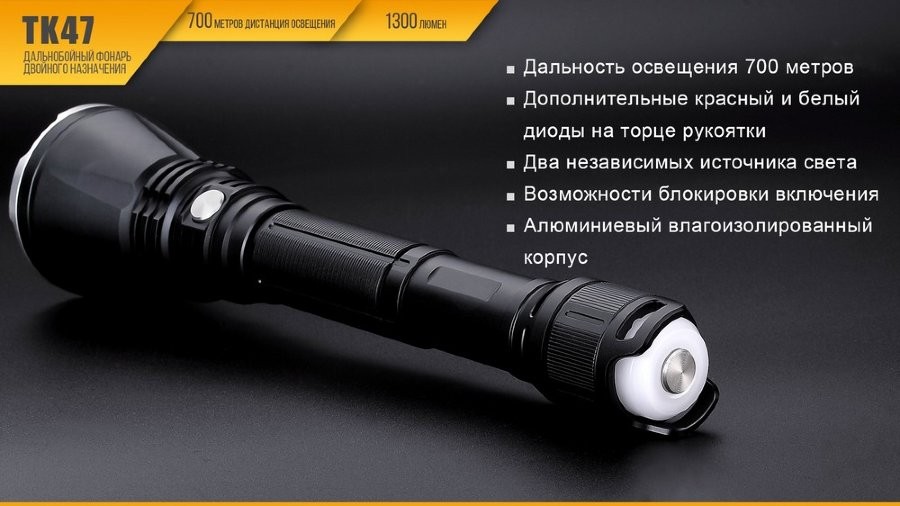 TK47
ДАЛЬНОБОЙНЫЙ ФОНАРЬ
ДВОЙНОГО НАЗНАЧЕНИЯ
700 МЕТРОВ ДИСТАНЦИЯ ОСВЕЩЕНИЯ
1300 ЛЮМЕН
Дальность освещения 700 метров
Дополнительные красный и белый
диоды на торце рукоятки
Два независимых источника света
Возможности блокировки включения
Алюминиевый влагоизолированный
корпус